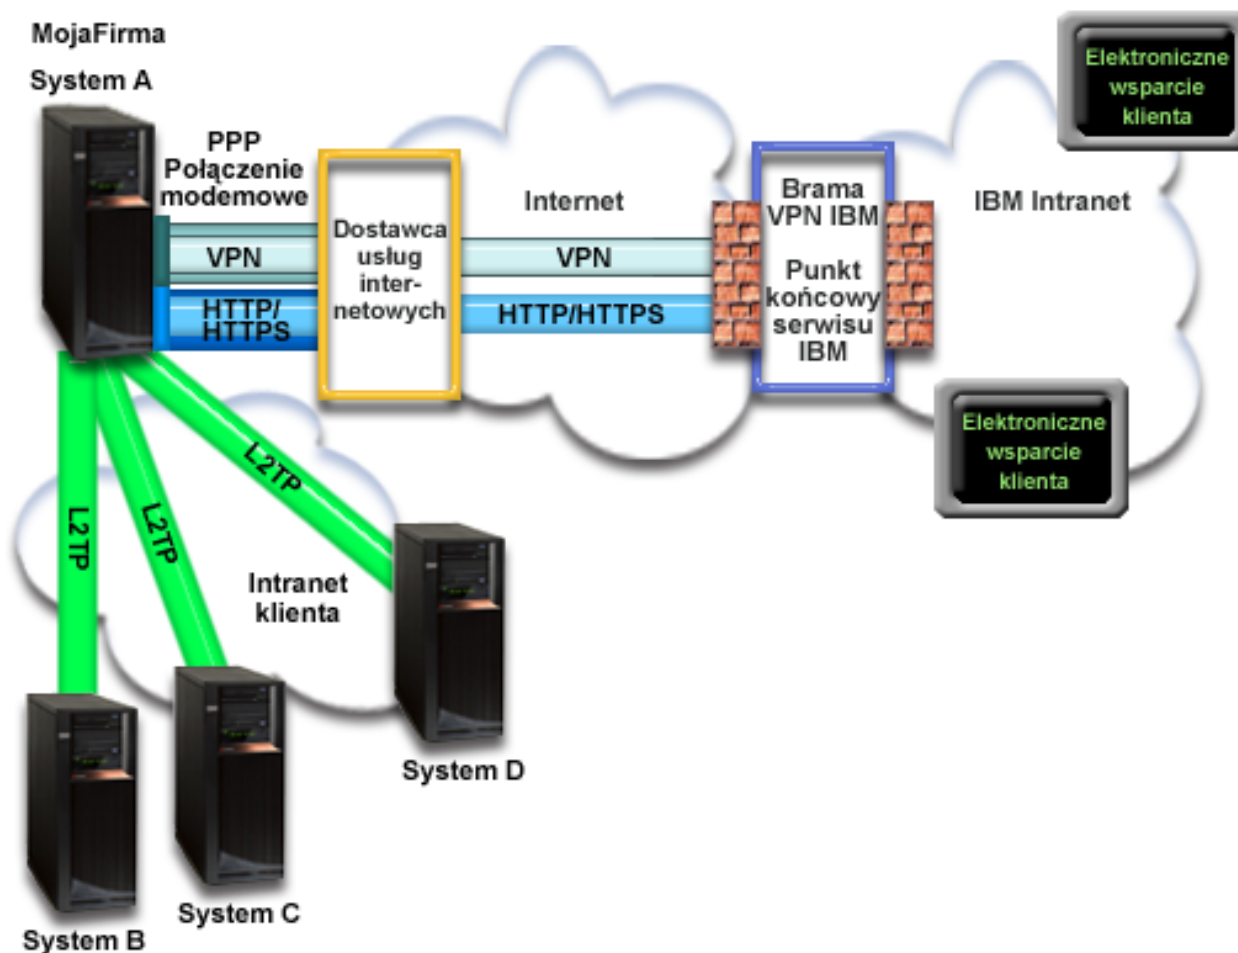 MojaFirma
System A
PPP
Połączenie
modemowe
VPN
HTTP/
HTTPS
Dostawca
usług
inter-
netowych
Internet
VPN
HTTP/HTTPS
Brama
VPN IBM
Punkt
końcowy
serwisu
IBM
IBM Intranet
Elektroniczne
wsparcie
klienta
Elektroniczne
wsparcie
klienta
L2TP
L2TP
L2TP
Intranet
klienta
System D
System C
System B